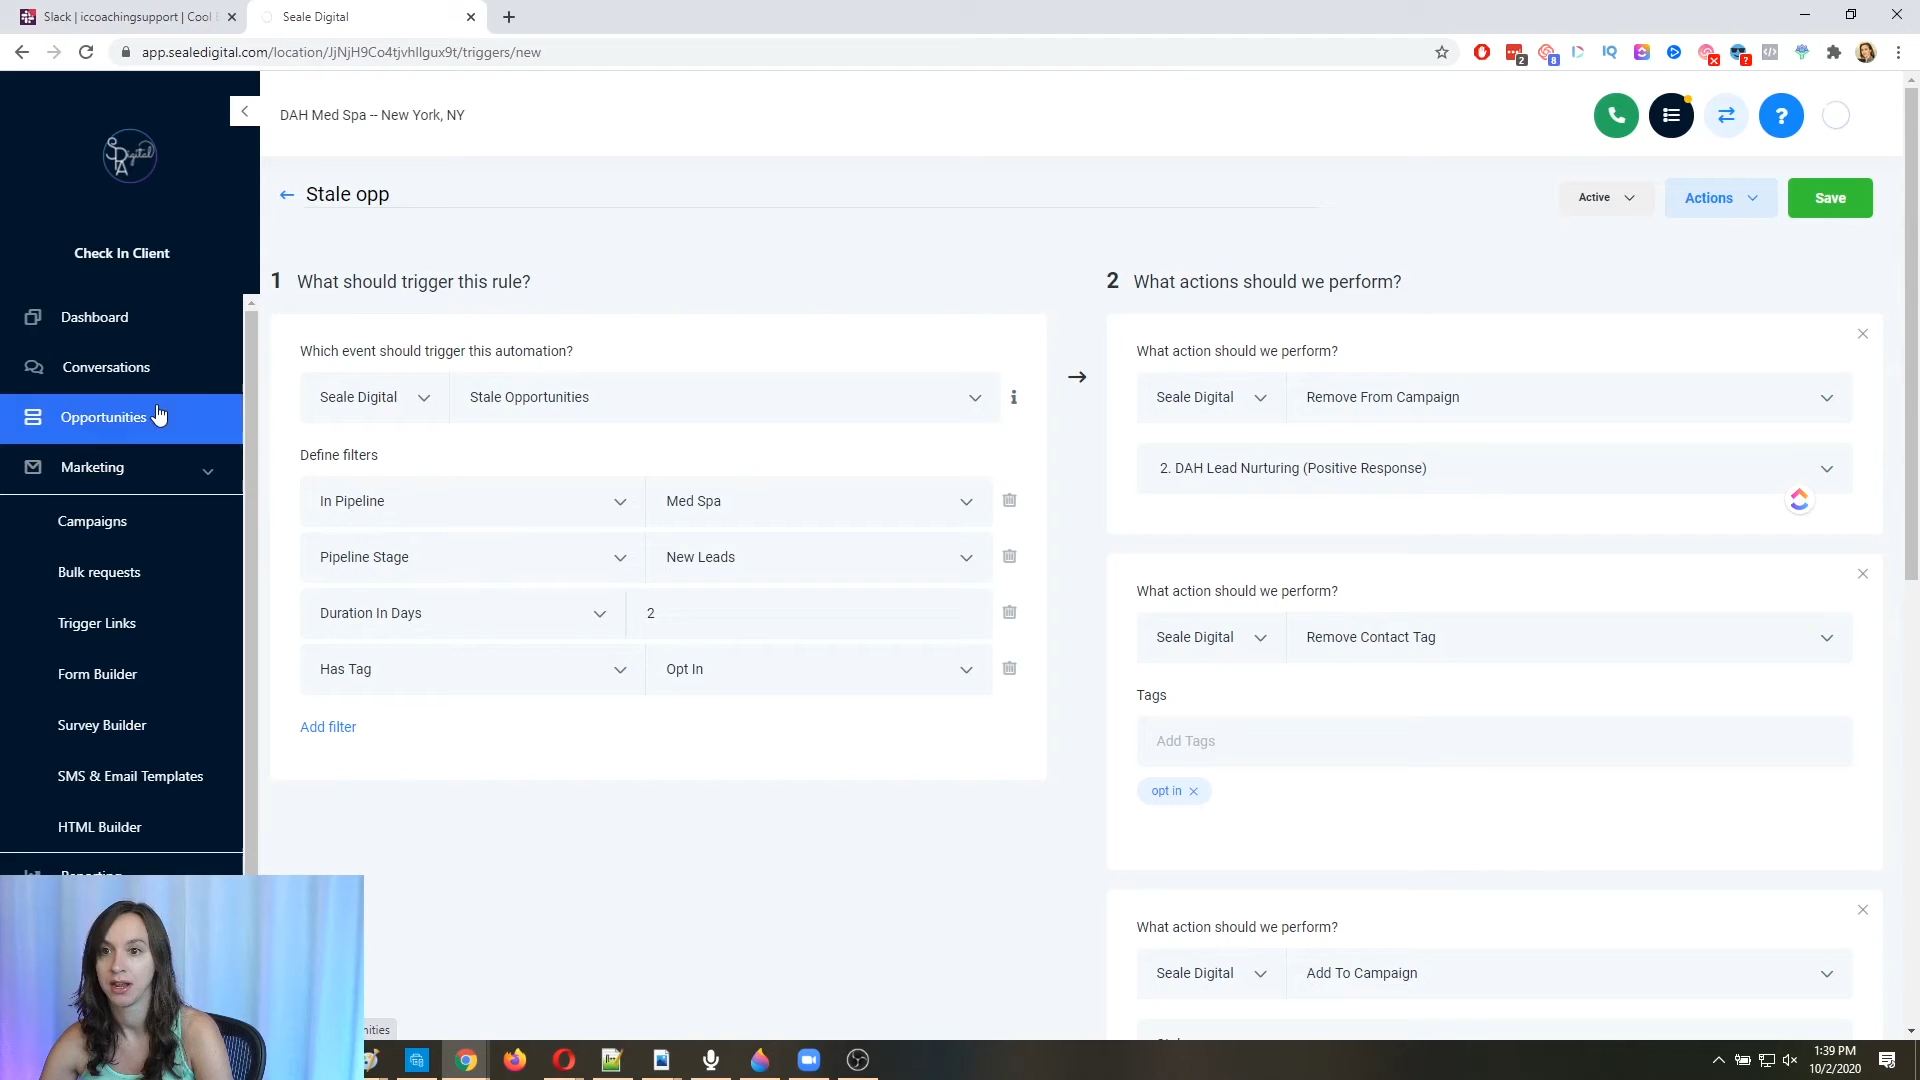 Slack | iccoachingsupport | Cool
Seale Digital
app.sealedigital.com/location/JjNjH9Co4tjvhIlgux9t/triggers/new
2
8
?
SPA Digital
DAH Med Spa -- New York, NY
?
Stale opp
Active
Actions
Save
Check In Client
1 What should trigger this rule?
2 What actions should we perform?
Dashboard
Conversations
Opportunities
Marketing
Campaigns
Bulk requests
Trigger Links
Form Builder
Survey Builder
SMS & Email Templates
HTML Builder
Reporting
Which event should trigger this automation?
Seale Digital
Stale Opportunities
Define filters
In Pipeline
Med Spa
Pipeline Stage
New Leads
Duration In Days
2
Has Tag
Opt In
Add filter
What action should we perform?
Seale Digital
Remove From Campaign
2. DAH Lead Nurturing (Positive Response)
What action should we perform?
Seale Digital
Remove Contact Tag
Tags
Add Tags
opt in
What action should we perform?
Seale Digital
Add To Campaign
nities
1:39 PM
10/2/2020